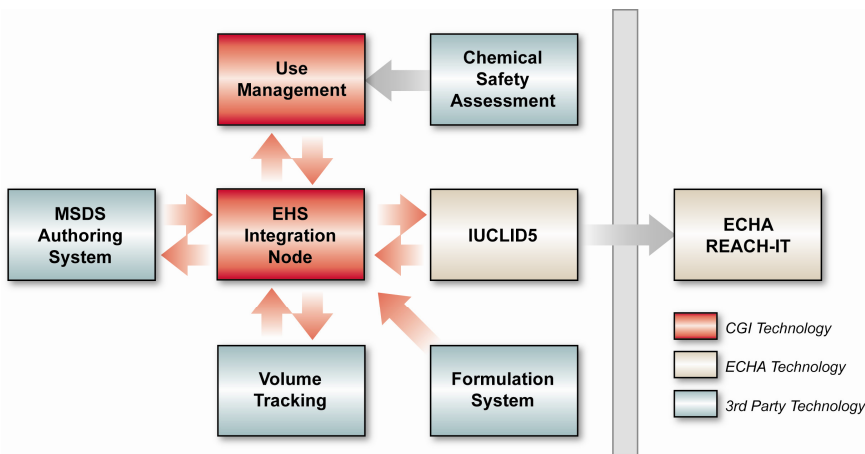 Use
Management
Chemical
Safety
Assessment
MSDS
Authoring
System
EHS
Integration
Node
IUCLID5
ECHA
REACH-IT
Volume
Tracking
Formulation
System
CGI Technology
ECHA Technology
3rd Party Technology